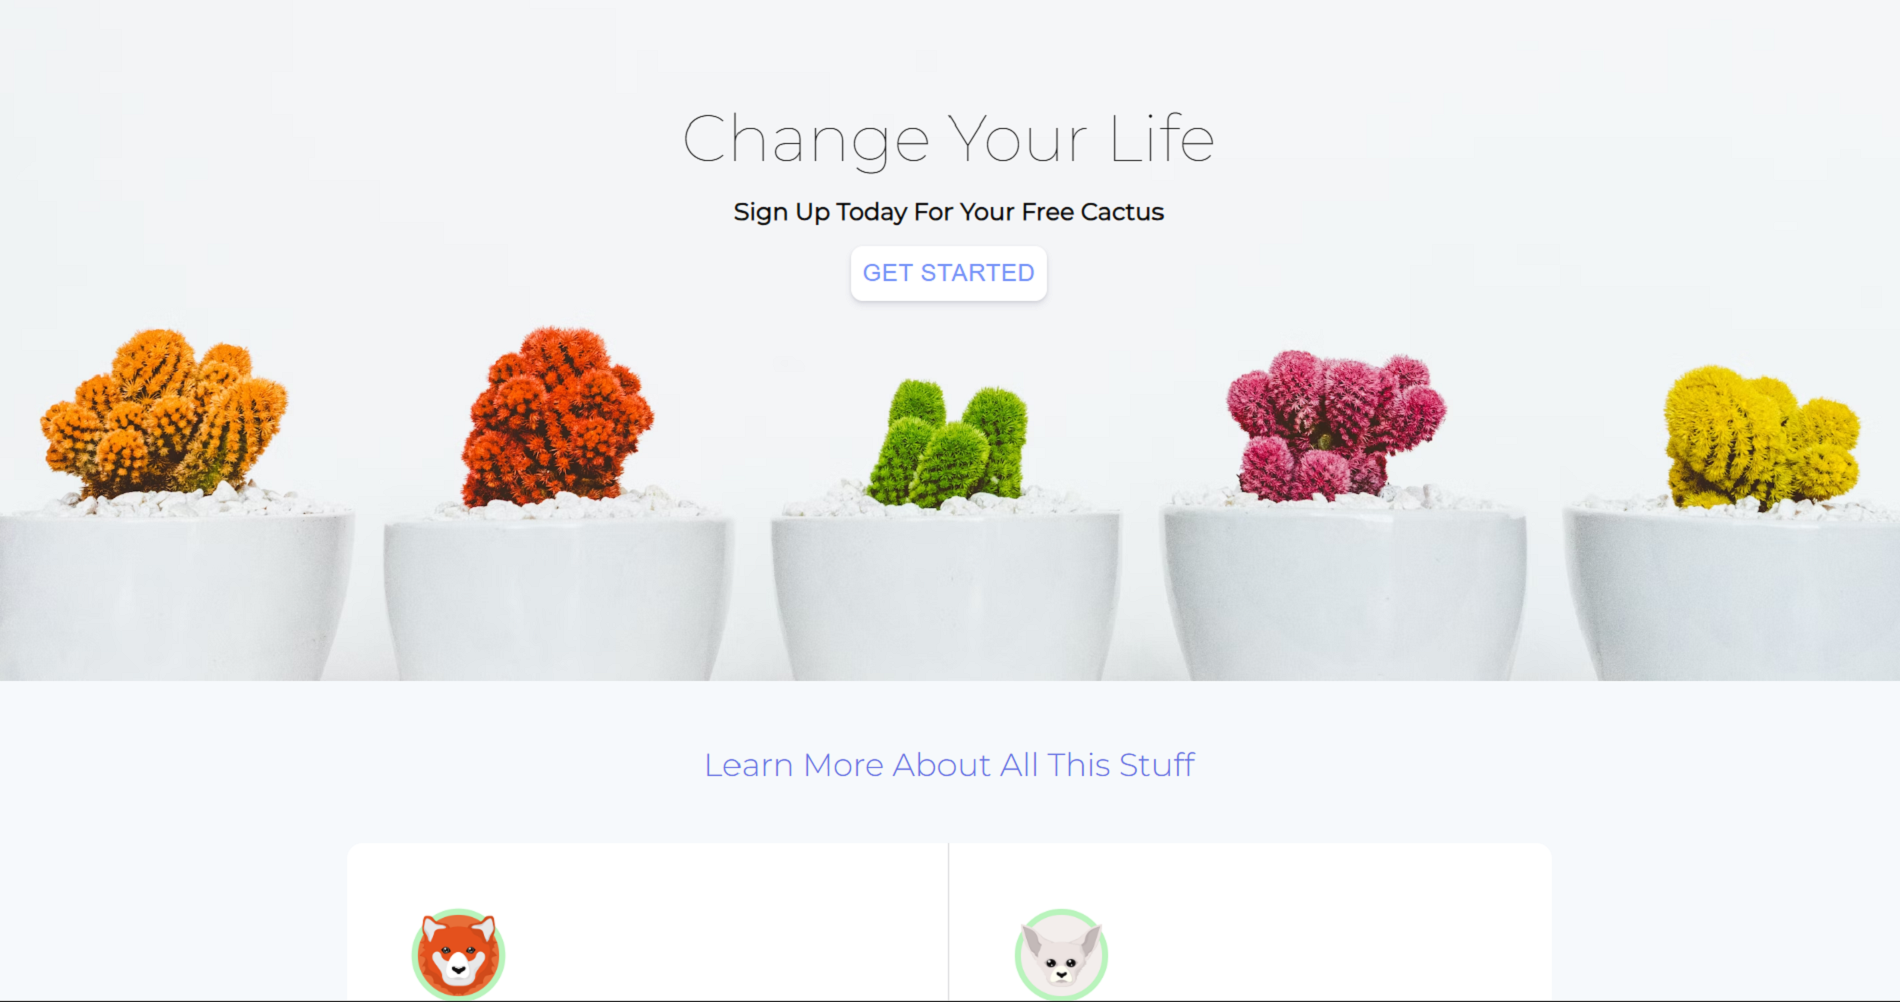 Change Your Life
Sign Up Today For Your Free Cactus
GET STARTED
Learn More About All This Stuff